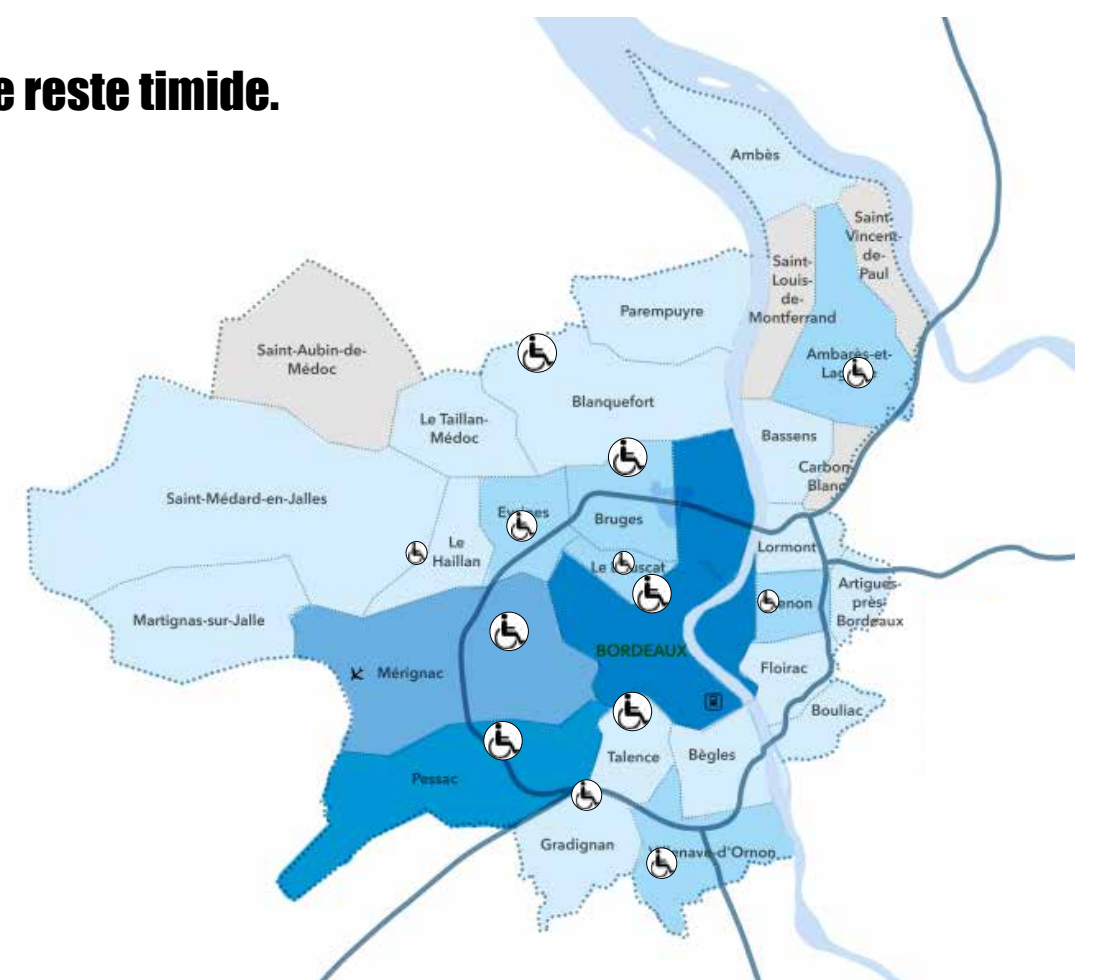 e reste timide.
Ambès
Saint-
Vincent-
de-
Paul
Saint-
Louis-
de-
Montferrand
Parempuyre
Saint-Aubin-de-
Médoc
Ambarès-et-
Blanquefort
Le Taillan-
Médoc
Bassens
Carbon-
Blanc
Saint-Médard-en-Jalles
Bruges
Le
Haillan
Lormont
Le
Artigues-
près-
Bordeaux
Martignas-sur-Jalle
BORDEAUX
Floirac
Mérignac
Bouliac
Talence
Bègles
Pessac
Gradignan